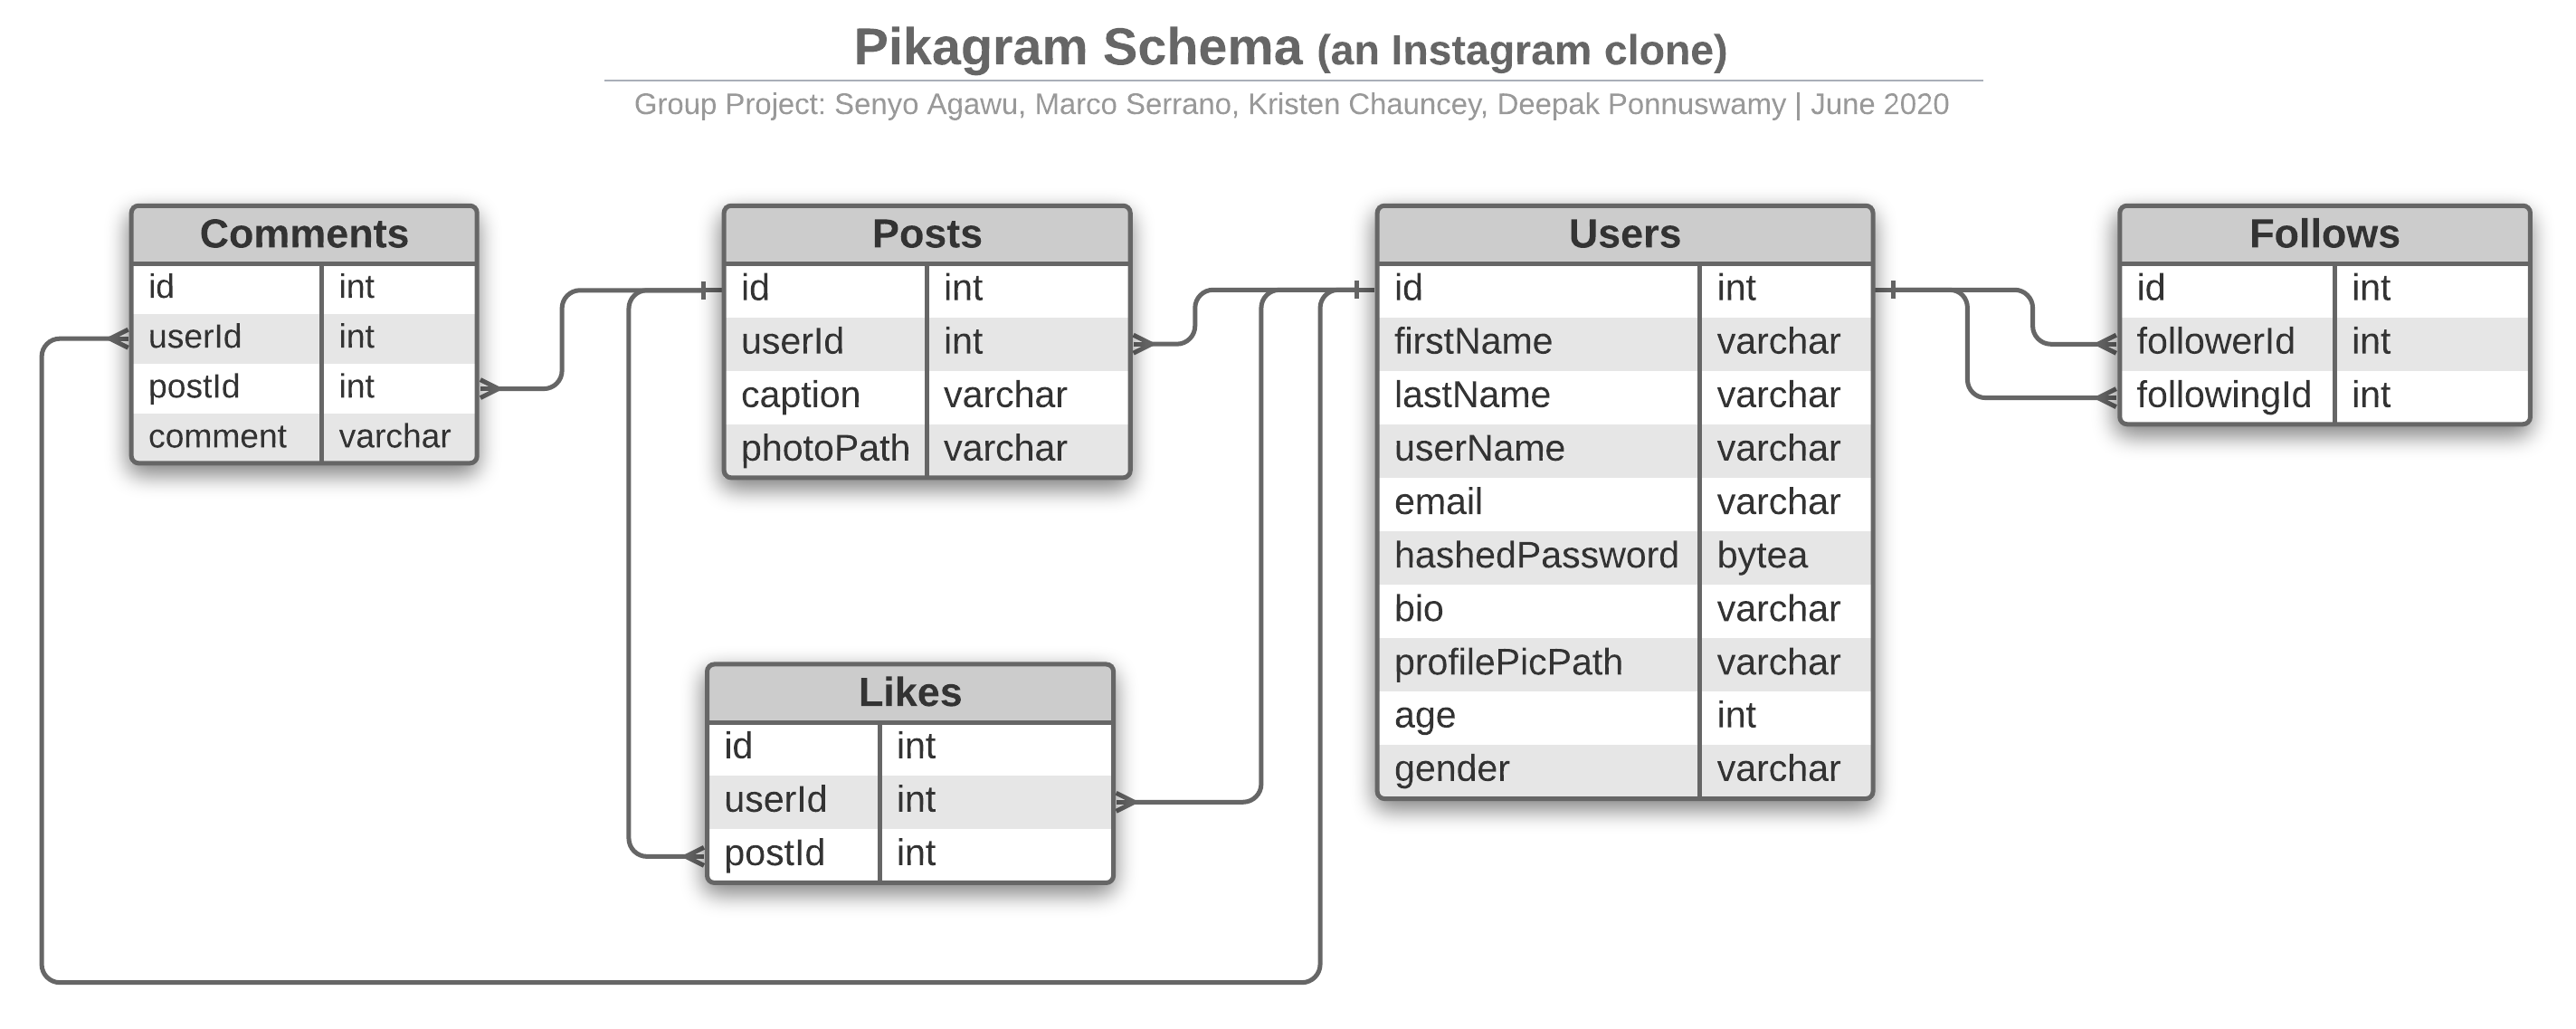 Pikagram Schema (an Instagram clone)
Group Project: Senyo Agawu, Marco Serrano, Kristen Chauncey, Deepak Ponnuswamy | June 2020
Comments
id int
userId int
postId int
comment varchar
Posts
id int
userId int
caption varchar
photoPath varchar
Users
id int
firstName varchar
lastName varchar
userName varchar
email varchar
hashedPassword bytea
bio varchar
profilePicPath varchar
age int
gender varchar
Follows
id int
followerId int
followingId int
Likes
id int
userId int
postId int